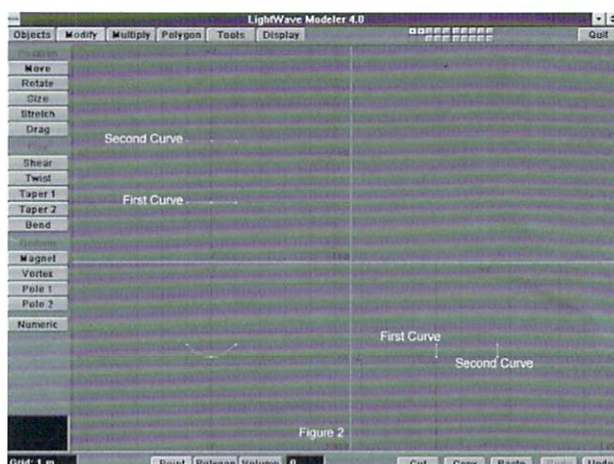 LightWave Modeler 4.0
Objects Modify Multiply Polygon Tools Display Quit
Move
Rotate
Size
Stretch
Drag
Shear
Twist
Taper 1
Taper 2
Bend
Magnet
Vortex
Pole 1
Pole 2
Numeric
Second Curve
First Curve
First Curve
Second Curve
Figure 2
Grid: 1 m Point Polygon Volume 0 Cut Copy Paste Undo